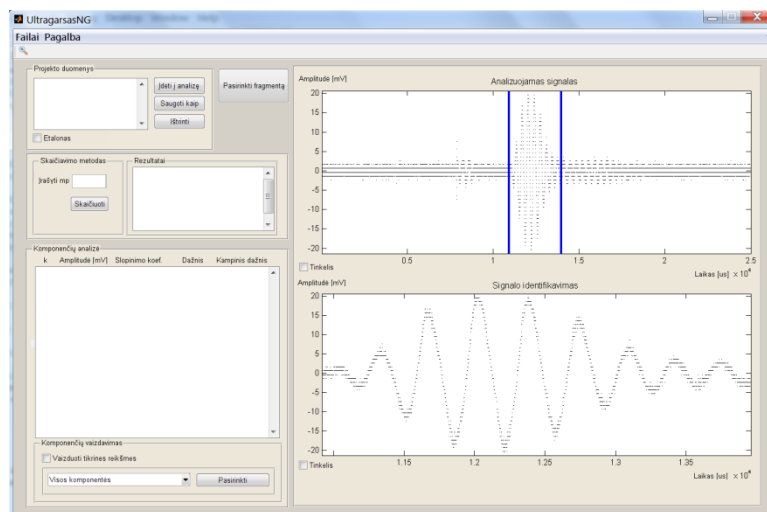 UltragarsasNG
Failai Pagalba
Projekto duomenys
Įdėti į analizę
Saugoti kaip
Ištrinti
Etalonas
Pasirinkti fragmentą
Skaičiavimo metodas
Įrašyti mp
Skaičiuoti
Rezultatai
Komponenčių analizė
k Amplitudė [mV] Slopinimo koef. Dažnis Kampinis dažnis
Komponenčių vaizdavimas
Vaizduoti tikrines reikšmes
Visos komponentės
Pasirinkti
Amplitudė [mV]
Analizuojamas signalas
20
15
10
5
0
-5
-10
-15
-20
0.5 1 1.5 2 2.5
Tinkelis
Laikas [us] × 10⁴
Amplitudė [mV]
Signalo identifikavimas
20
15
10
5
0
-5
-10
-15
-20
1.15 1.2 1.25 1.3 1.35
Tinkelis
Laikas [us] × 10⁴